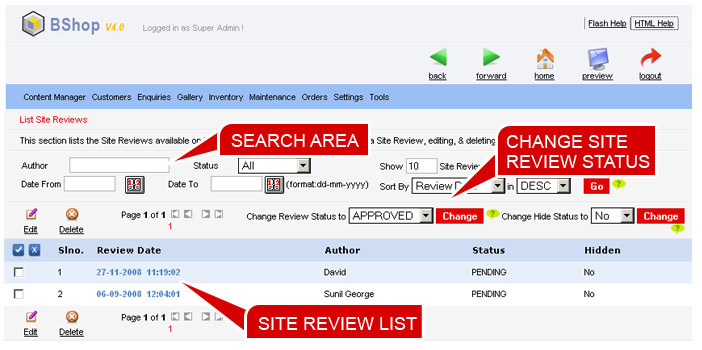 BShop V4.0
Logged in as Super Admin !
Flash Help HTML Help
back forward home preview logout
Content Manager Customers Enquiries Gallery Inventory Maintenance Orders Settings Tools
List Site Reviews
This section lists the Site Reviews available on a Site Review, editing, & deleting
SEARCH AREA
CHANGE SITE
REVIEW STATUS
Author Status All Show 10 Site Revie
Date From Date To (format:dd-mm-yyyy) Sort By Review D in DESC Go ?
Edit Delete Page 1 of 1 Change Review Status to APPROVED Change ? Change Hide Status to No Change ?
1
Slno. Review Date Author Status Hidden
1 27-11-2008 11:19:02 David PENDING No
2 06-09-2008 12:04:01 Sunil George PENDING No
Edit Delete Page 1 of 1
1
SITE REVIEW LIST